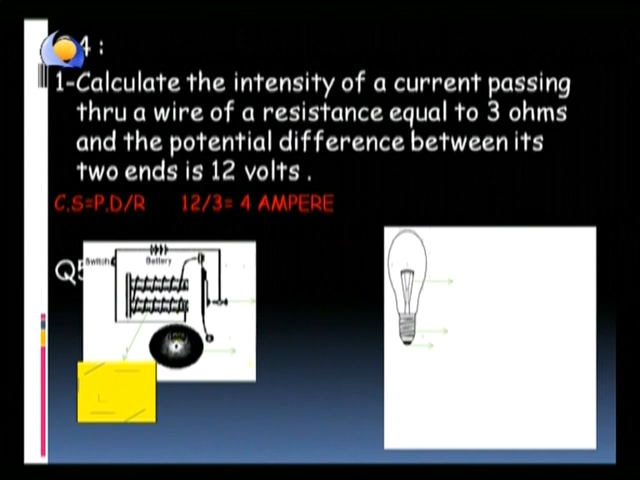 4 :
1-Calculate the intensity of a current passing
thru a wire of a resistance equal to 3 ohms
and the potential difference between its
two ends is 12 volts .
C.S=P.D/R 12/3= 4 AMPERE
Switch
Battery
Q5